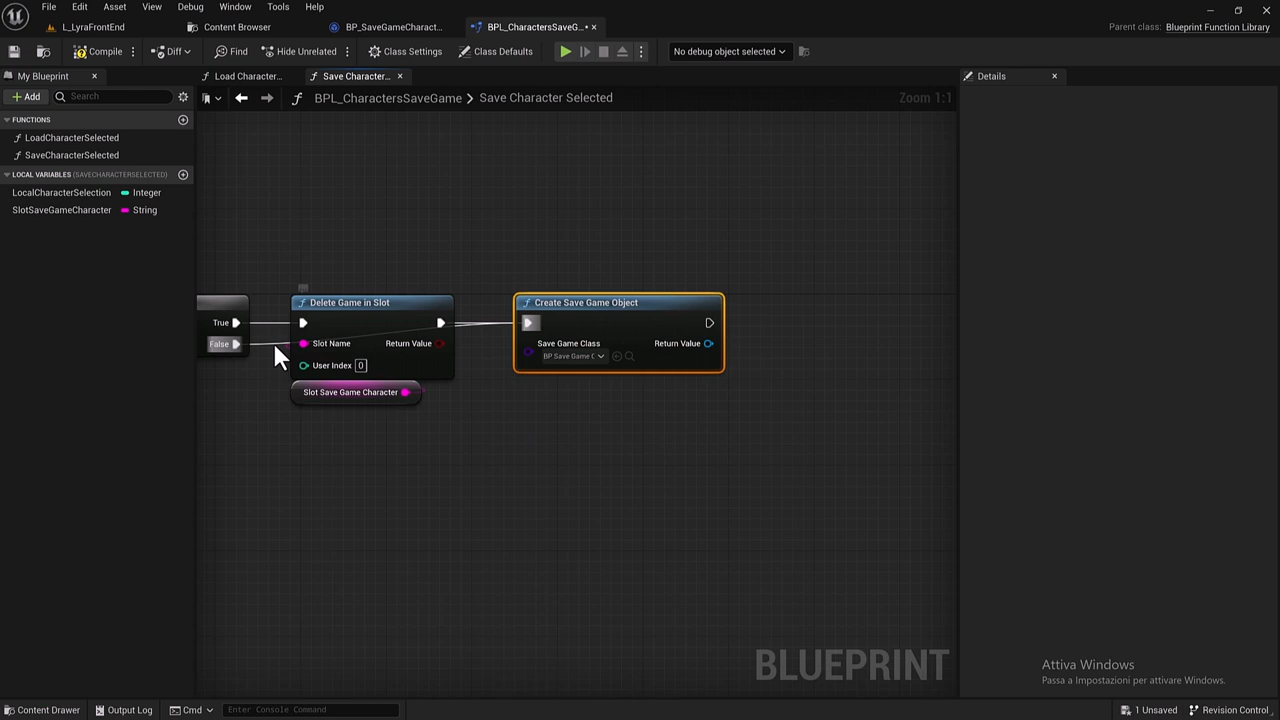 File Edit Asset View Debug Window Tools Help
L_LyraFrontEnd Content Browser BP_SaveGameCharact... BPL_CharactersSaveG...• Parent class: Blueprint Function Library
Compile Diff Find Hide Unrelated Class Settings Class Defaults No debug object selected
My Blueprint Load Character... Save Character... Details
+ Add Search BPL_CharactersSaveGame > Save Character Selected Zoom 1:1
FUNCTIONS
LoadCharacterSelected
SaveCharacterSelected
LOCAL VARIABLES (SAVECHARACTERSELECTED)
LocalCharacterSelection Integer
SlotSaveGameCharacter String
Delete Game in Slot
True
False
Slot Name Return Value
User Index 0
Slot Save Game Character
Create Save Game Object
Save Game Class
BP Save Game C
Return Value
BLUEPRINT
Attiva Windows
Passa a Impostazioni per attivare Windows.
Content Drawer Output Log Cmd Enter Console Command 1 Unsaved Revision Control